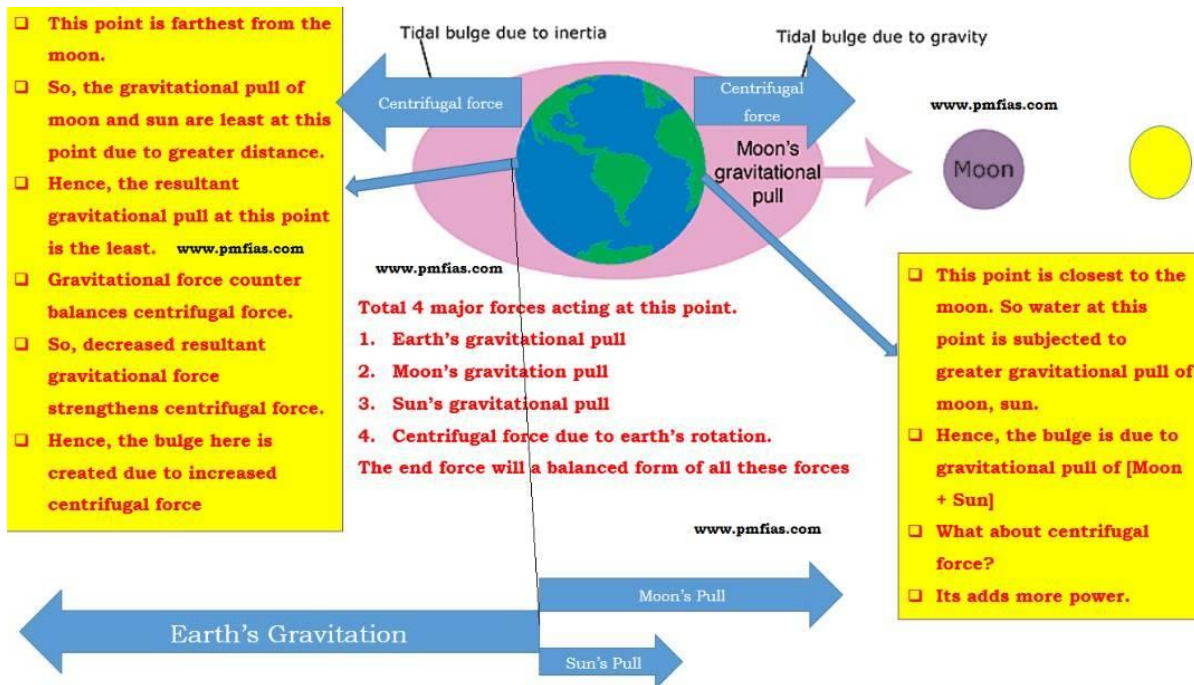 ❑ This point is farthest from the
moon.
❑ So, the gravitational pull of
moon and sun are least at this
point due to greater distance.
❑ Hence, the resultant
gravitational pull at this point
is the least. www.pmfias.com
❑ Gravitational force counter
balances centrifugal force.
❑ So, decreased resultant
gravitational force
strengthens centrifugal force.
❑ Hence, the bulge here is
created due to increased
centrifugal force
Tidal bulge due to inertia
Tidal bulge due to gravity
Centrifugal force
Centrifugal
force
www.pmfias.com
Moon's
gravitational
pull
Moon
www.pmfias.com
Total 4 major forces acting at this point.
1. Earth's gravitational pull
2. Moon's gravitation pull
3. Sun's gravitational pull
4. Centrifugal force due to earth's rotation.
The end force will a balanced form of all these forces
www.pmfias.com
❑ This point is closest to the
moon. So water at this
point is subjected to
greater gravitational pull of
moon, sun.
❑ Hence, the bulge is due to
gravitational pull of [Moon
+ Sun]
❑ What about centrifugal
force?
❑ Its adds more power.
Moon's Pull
Earth's Gravitation
Sun's Pull